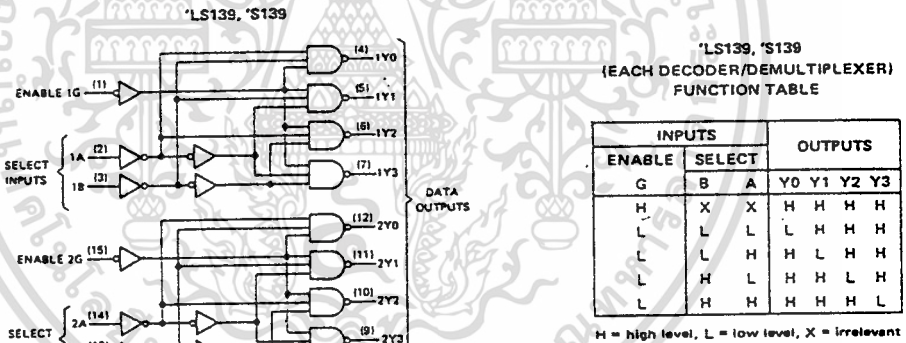 'LS139, 'S139
ENABLE 1G (1)
SELECT INPUTS
1A (2)
1B (3)
(4) 1Y0
(5) 1Y1
(6) 1Y2
(7) 1Y3
DATA OUTPUTS
ENABLE 2G (15)
SELECT
2A (14)
(12) 2Y0
(11) 2Y1
(10) 2Y2
(9) 2Y3
'LS139, 'S139
(EACH DECODER/DEMULTIPLEXER)
FUNCTION TABLE
INPUTS OUTPUTS
ENABLE SELECT
G B A Y0 Y1 Y2 Y3
H X X H H H H
L L L L H H H
L L H H L H H
L H L H H L H
L H H H H H L
H = high level, L = low level, X = irrelevant